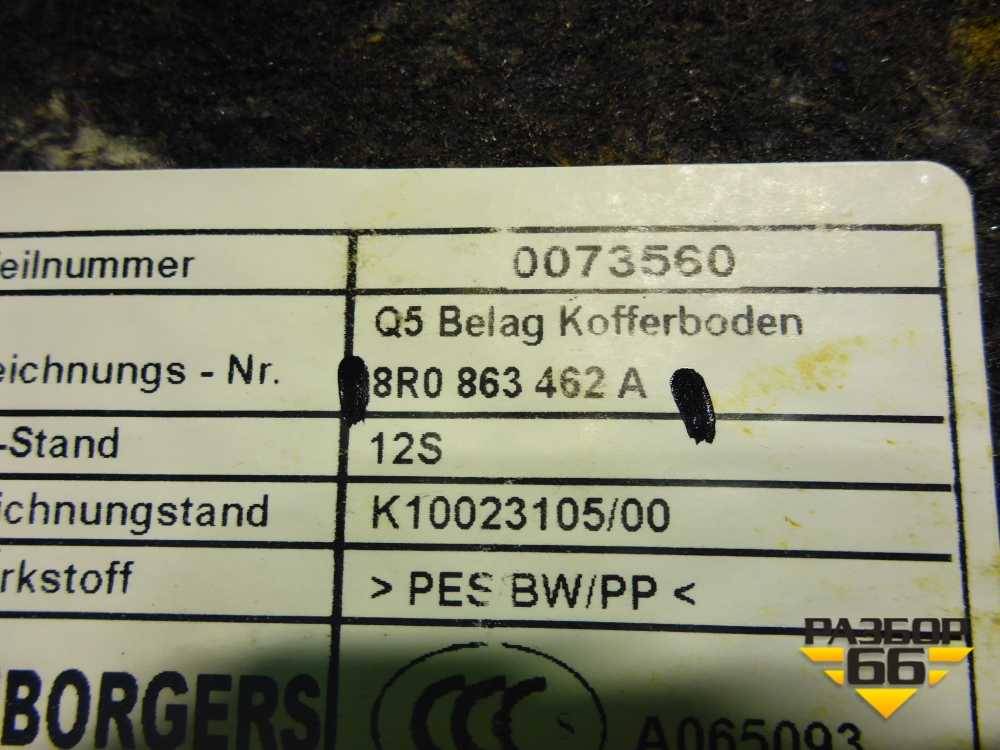 eilnummer 0073560
Q5 Belag Kofferboden
eichnungs - Nr. 8R0 863 462 A
-Stand 12S
ichnungstand K10023105/00
rkstoff > PES BW/PP <
BORGERS CCC S A065093
РАЗБОР
66